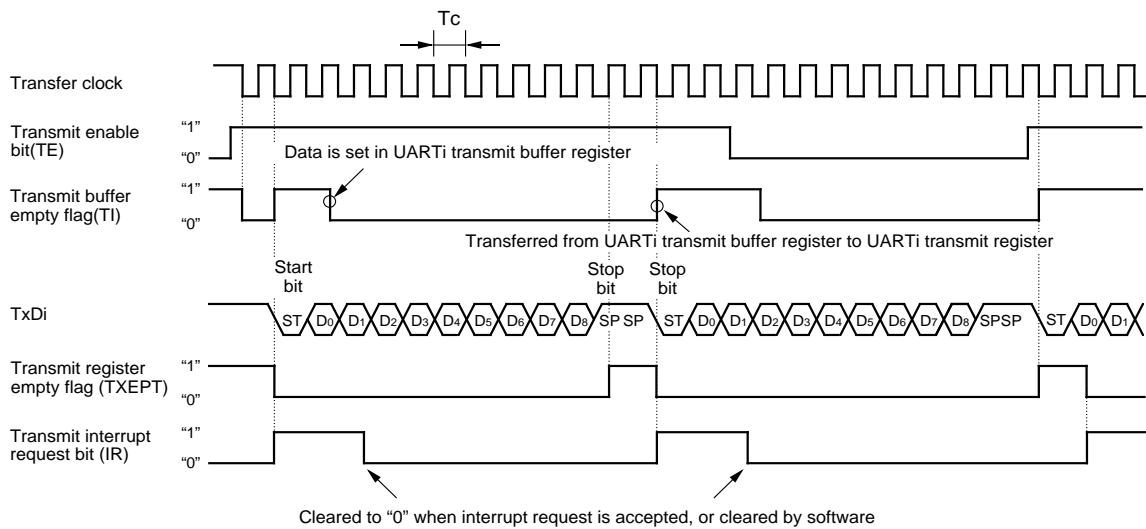 Tc
Transfer clock
Transmit enable
bit(TE)
“1”
“0”
Data is set in UARTi transmit buffer register
Transmit buffer
empty flag(TI)
“1”
“0”
Transferred from UARTi transmit buffer register to UARTi transmit register
Start
bit
Stop
bit
Stop
bit
TxDi
ST D0 D1 D2 D3 D4 D5 D6 D7 D8 SP SP ST D0 D1 D2 D3 D4 D5 D6 D7 D8 SPSP ST D0 D1
Transmit register
empty flag (TXEPT)
“1”
“0”
Transmit interrupt
request bit (IR)
“1”
“0”
Cleared to “0” when interrupt request is accepted, or cleared by software